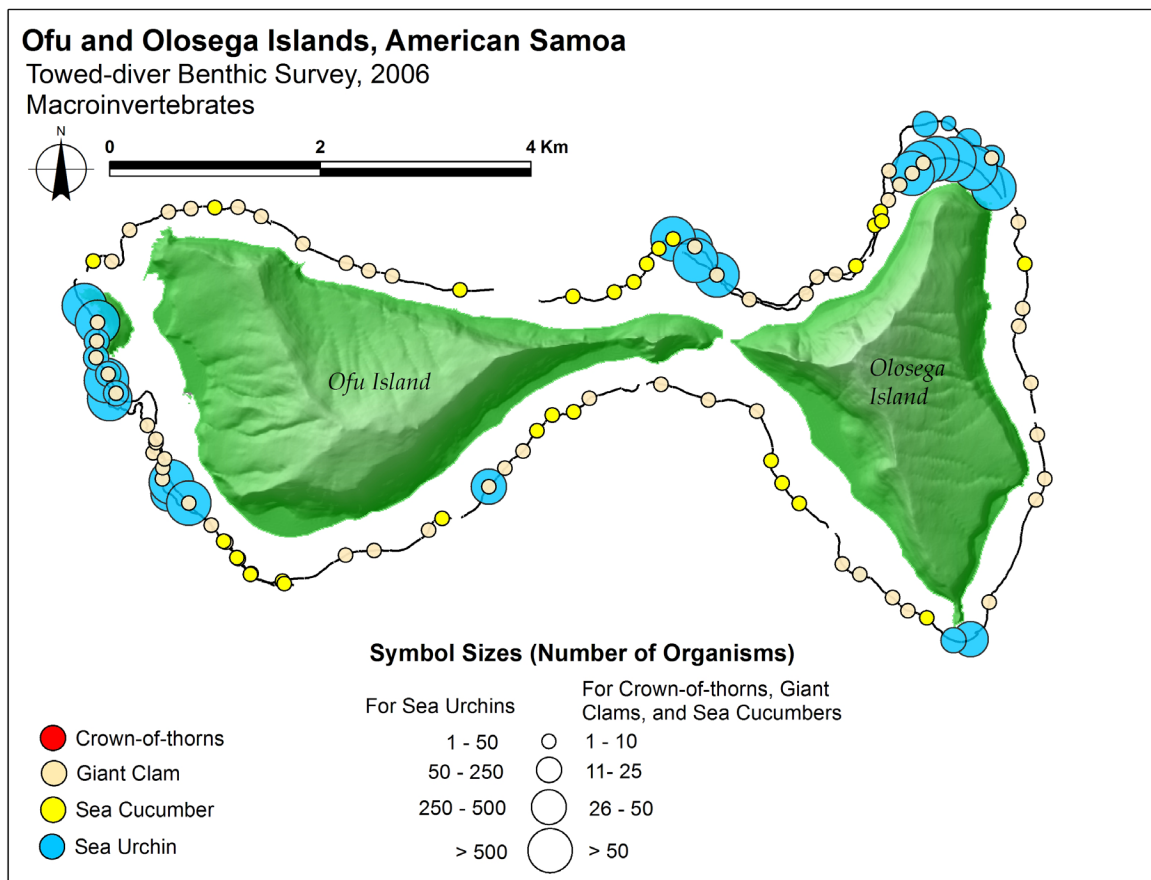 Ofu and Olosega Islands, American Samoa
Towed-diver Benthic Survey, 2006
Macroinvertebrates
N
0 2 4 Km
Ofu Island
Olosega
Island
Symbol Sizes (Number of Organisms)
For Sea Urchins
For Crown-of-thorns, Giant
Clams, and Sea Cucumbers
1 - 50 1 - 10
50 - 250 11- 25
250 - 500 26 - 50
> 500 > 50
Crown-of-thorns
Giant Clam
Sea Cucumber
Sea Urchin